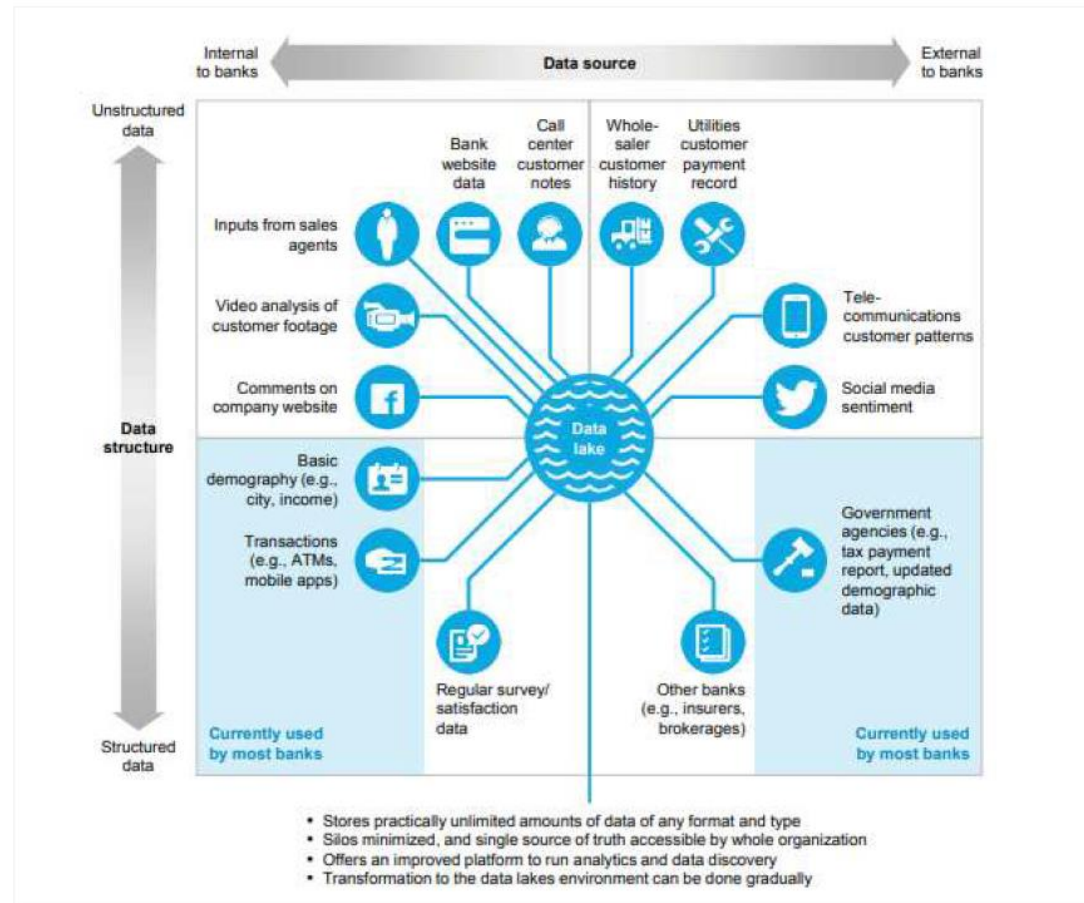 Internal
to banks
Data source
External
to banks
Unstructured
data
Data
structure
Structured
data
Inputs from sales
agents
Bank
website
data
Call
center
customer
notes
Whole-
saler
customer
history
Utilities
customer
payment
record
Video analysis of
customer footage
Tele-
communications
customer patterns
Comments on
company website
f
Social media
sentiment
Data
lake
Basic
demography (e.g.,
city, income)
Transactions
(e.g., ATMs,
mobile apps)
Government
agencies (e.g.,
tax payment
report, updated
demographic
data)
Regular survey/
satisfaction
data
Other banks
(e.g., insurers,
brokerages)
Currently used
by most banks
Currently used
by most banks
• Stores practically unlimited amounts of data of any format and type
• Silos minimized, and single source of truth accessible by whole organization
• Offers an improved platform to run analytics and data discovery
• Transformation to the data lakes environment can be done gradually